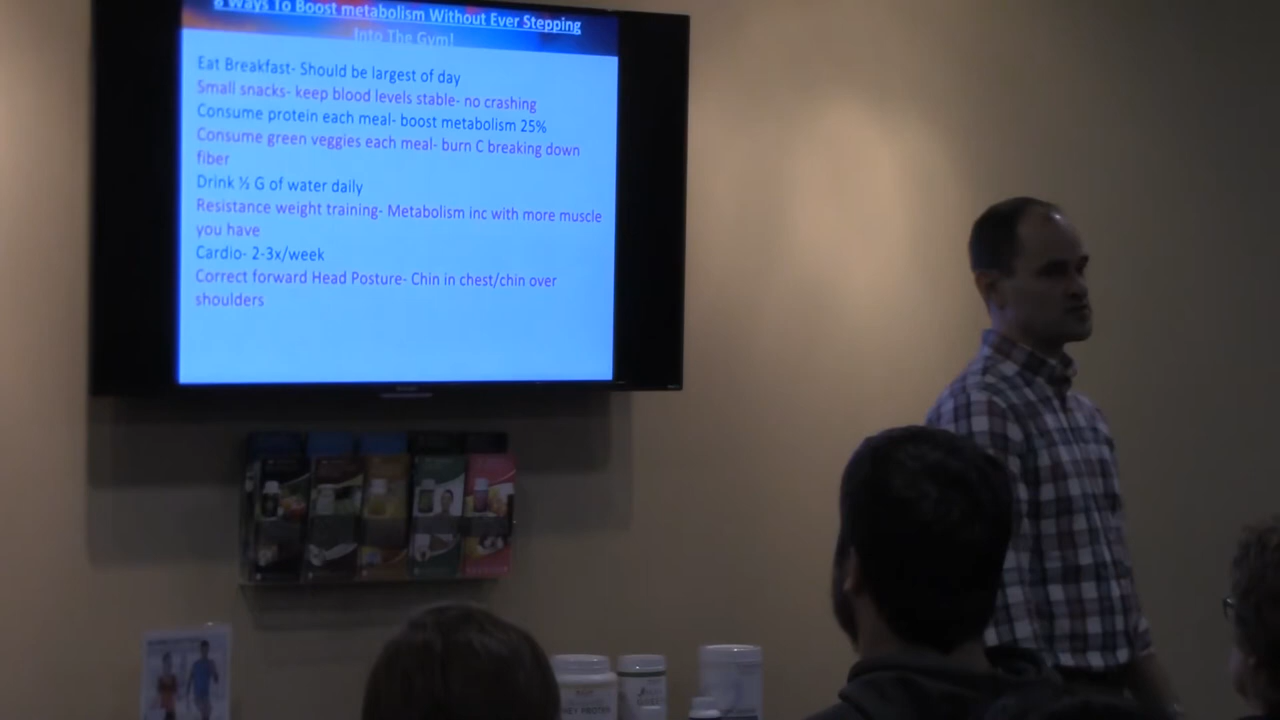 8 Ways To Boost metabolism Without Ever Stepping
Into The Gym!
Eat Breakfast- Should be largest of day
Small snacks- keep blood levels stable- no crashing
Consume protein each meal- boost metabolism 25%
Consume green veggies each meal- burn C breaking down
fiber
Drink ½ G of water daily
Resistance weight training- Metabolism inc with more muscle
you have
Cardio- 2-3x/week
Correct forward Head Posture- Chin in chest/chin over
shoulders